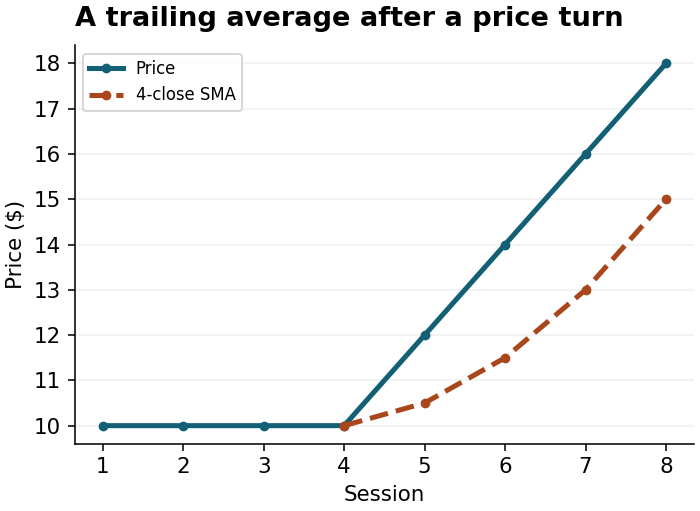 A trailing average after a price turn
Price
4-close SMA
Price ($)
18
17
16
15
14
13
12
11
10
1 2 3 4 5 6 7 8
Session